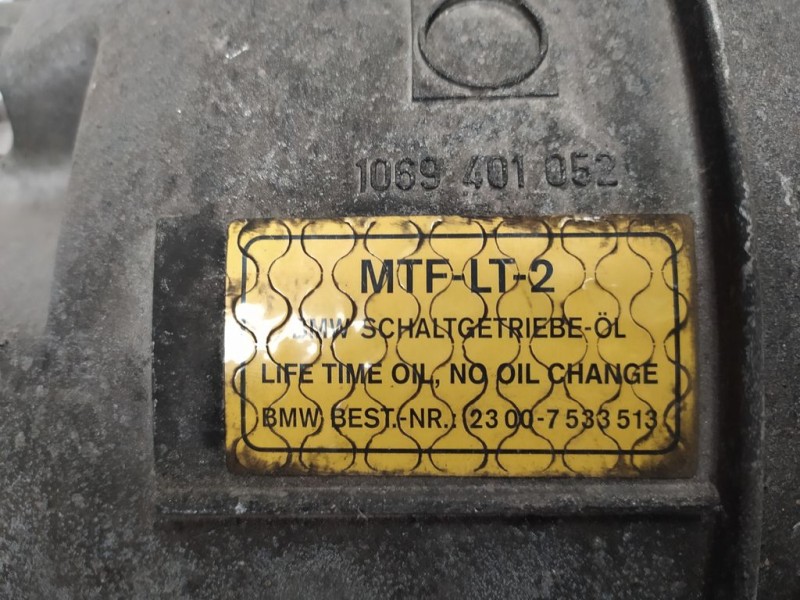 1069 401 052
MTF-LT-2
BMW SCHALTGETRIEBE-ÖL
LIFE TIME OIL, NO OIL CHANGE
BMW BEST.-NR.: 23 00-7 533 513